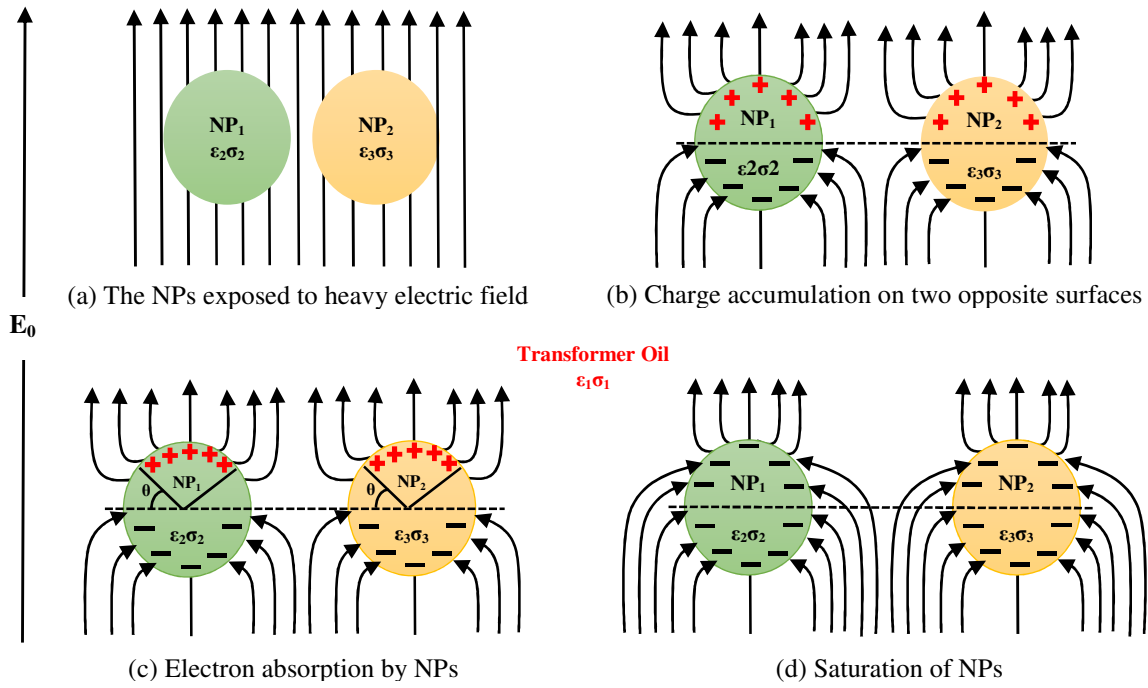 NP₁
ε₂σ₂
NP₂
ε₃σ₃
(a) The NPs exposed to heavy electric field
+ + + + +
NP₁
ε2σ2
+ + + + +
NP₂
ε₃σ₃
(b) Charge accumulation on two opposite surfaces
E₀
Transformer Oil
ε₁σ₁
+ + + + +
NP₁
θ
ε₂σ₂
+ + + + +
NP₂
θ
ε₃σ₃
(c) Electron absorption by NPs
NP₁
ε₂σ₂
NP₂
ε₃σ₃
(d) Saturation of NPs